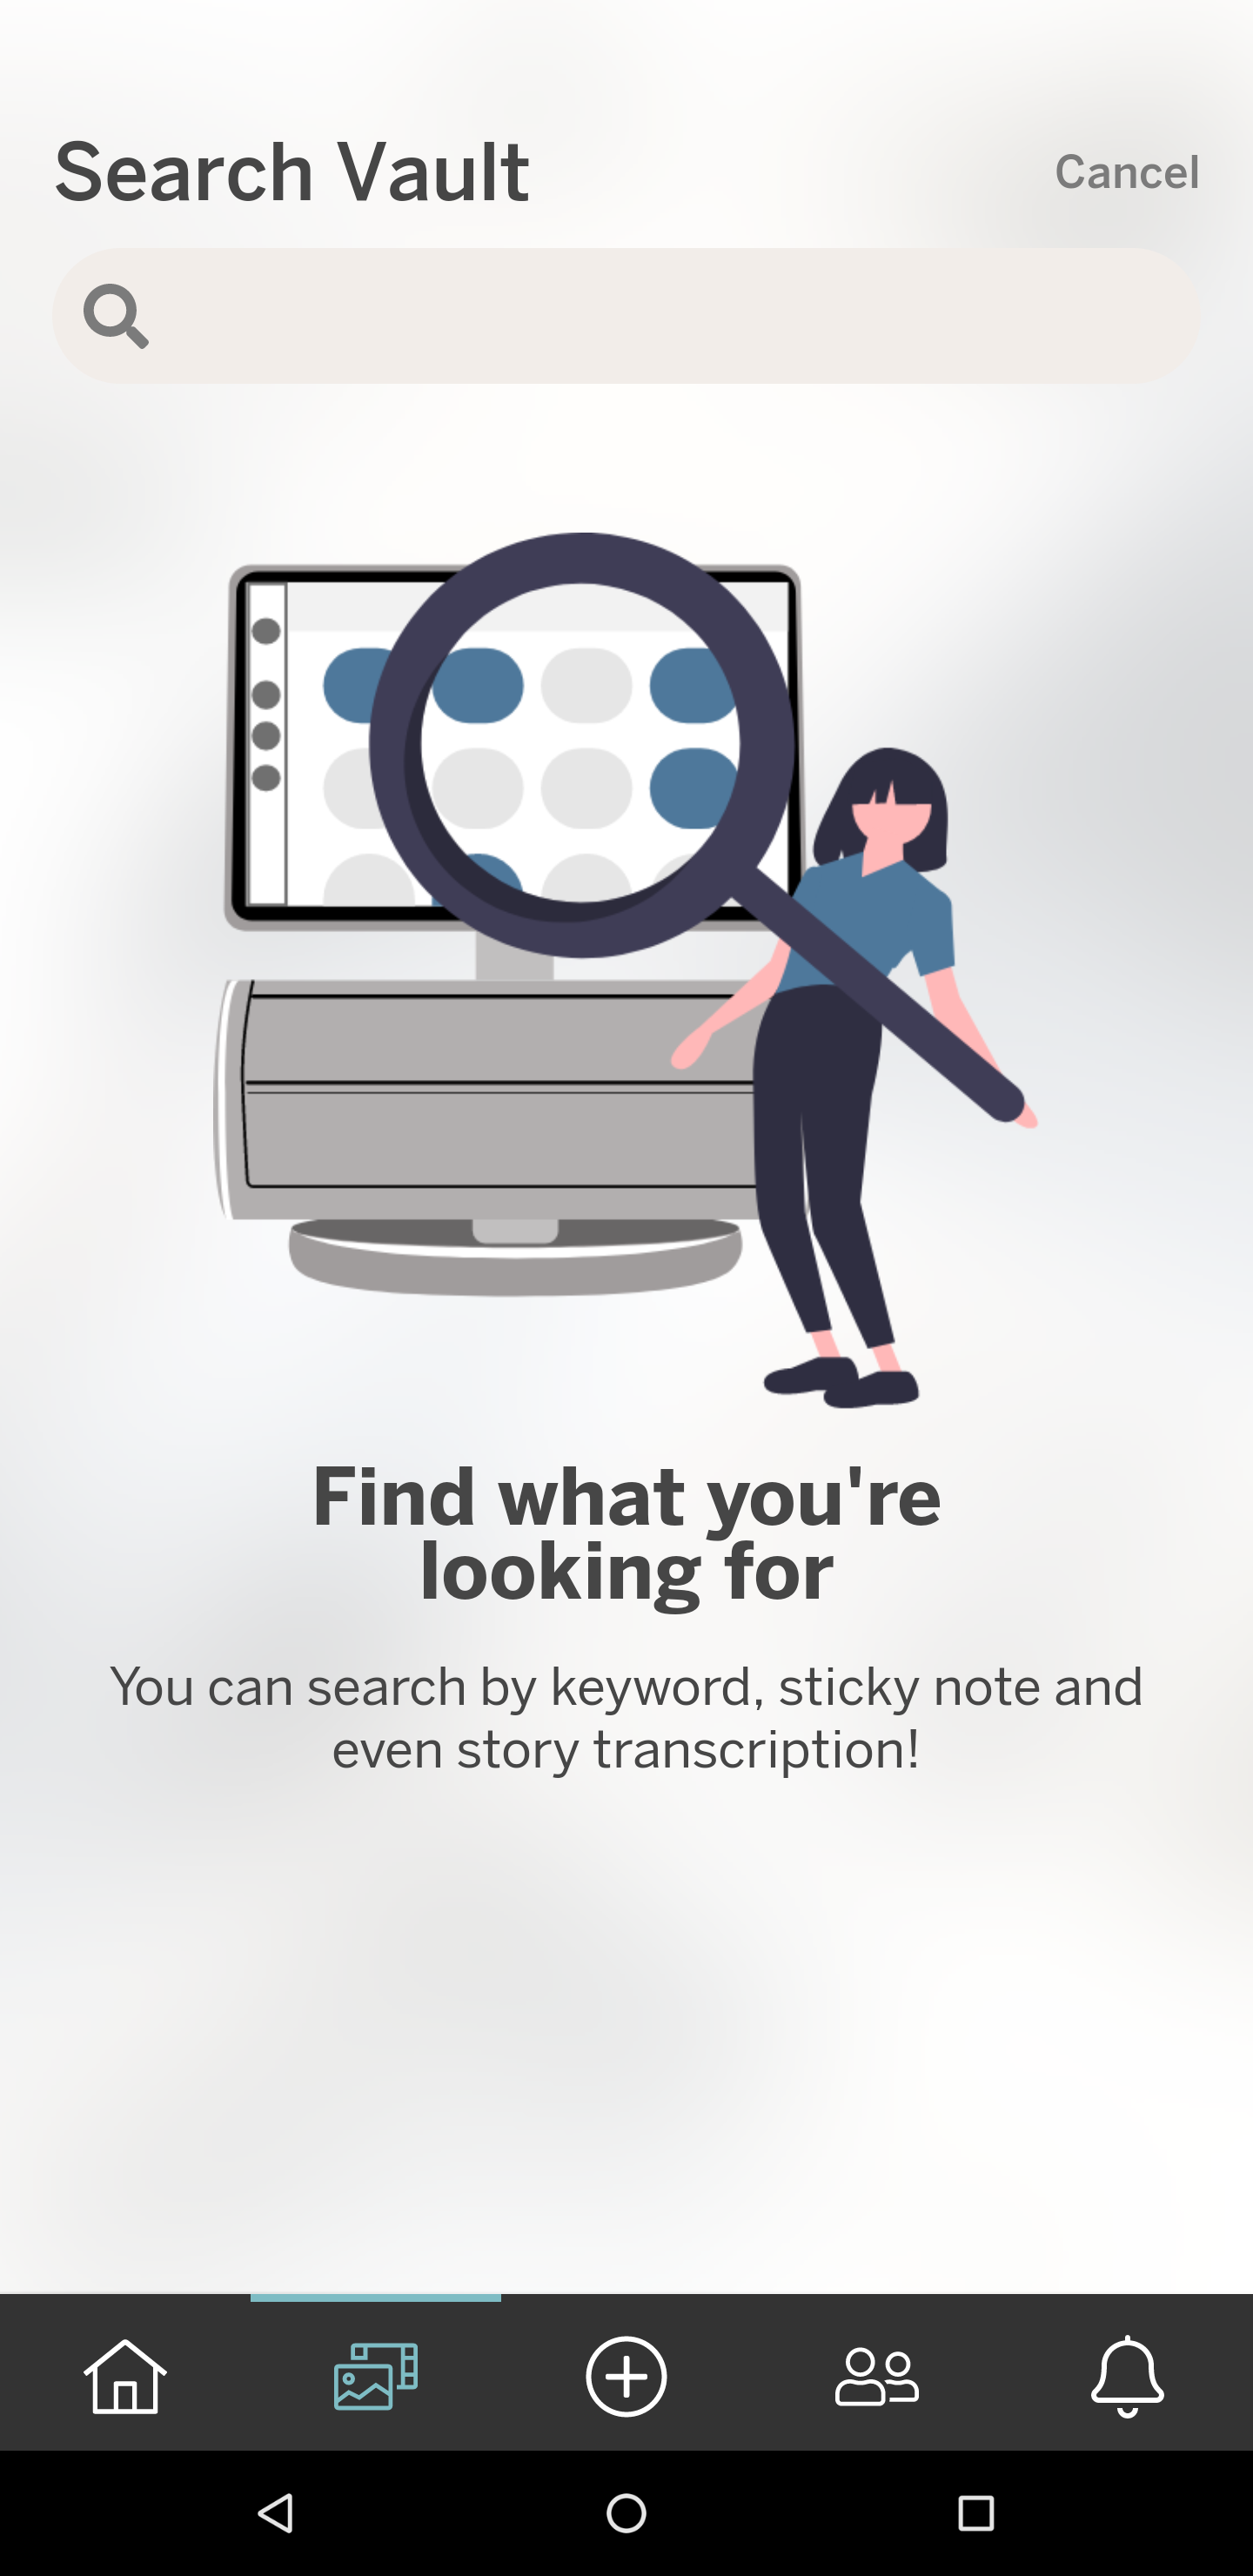 Search Vault
Cancel
Find what you're
looking for
You can search by keyword, sticky note and
even story transcription!